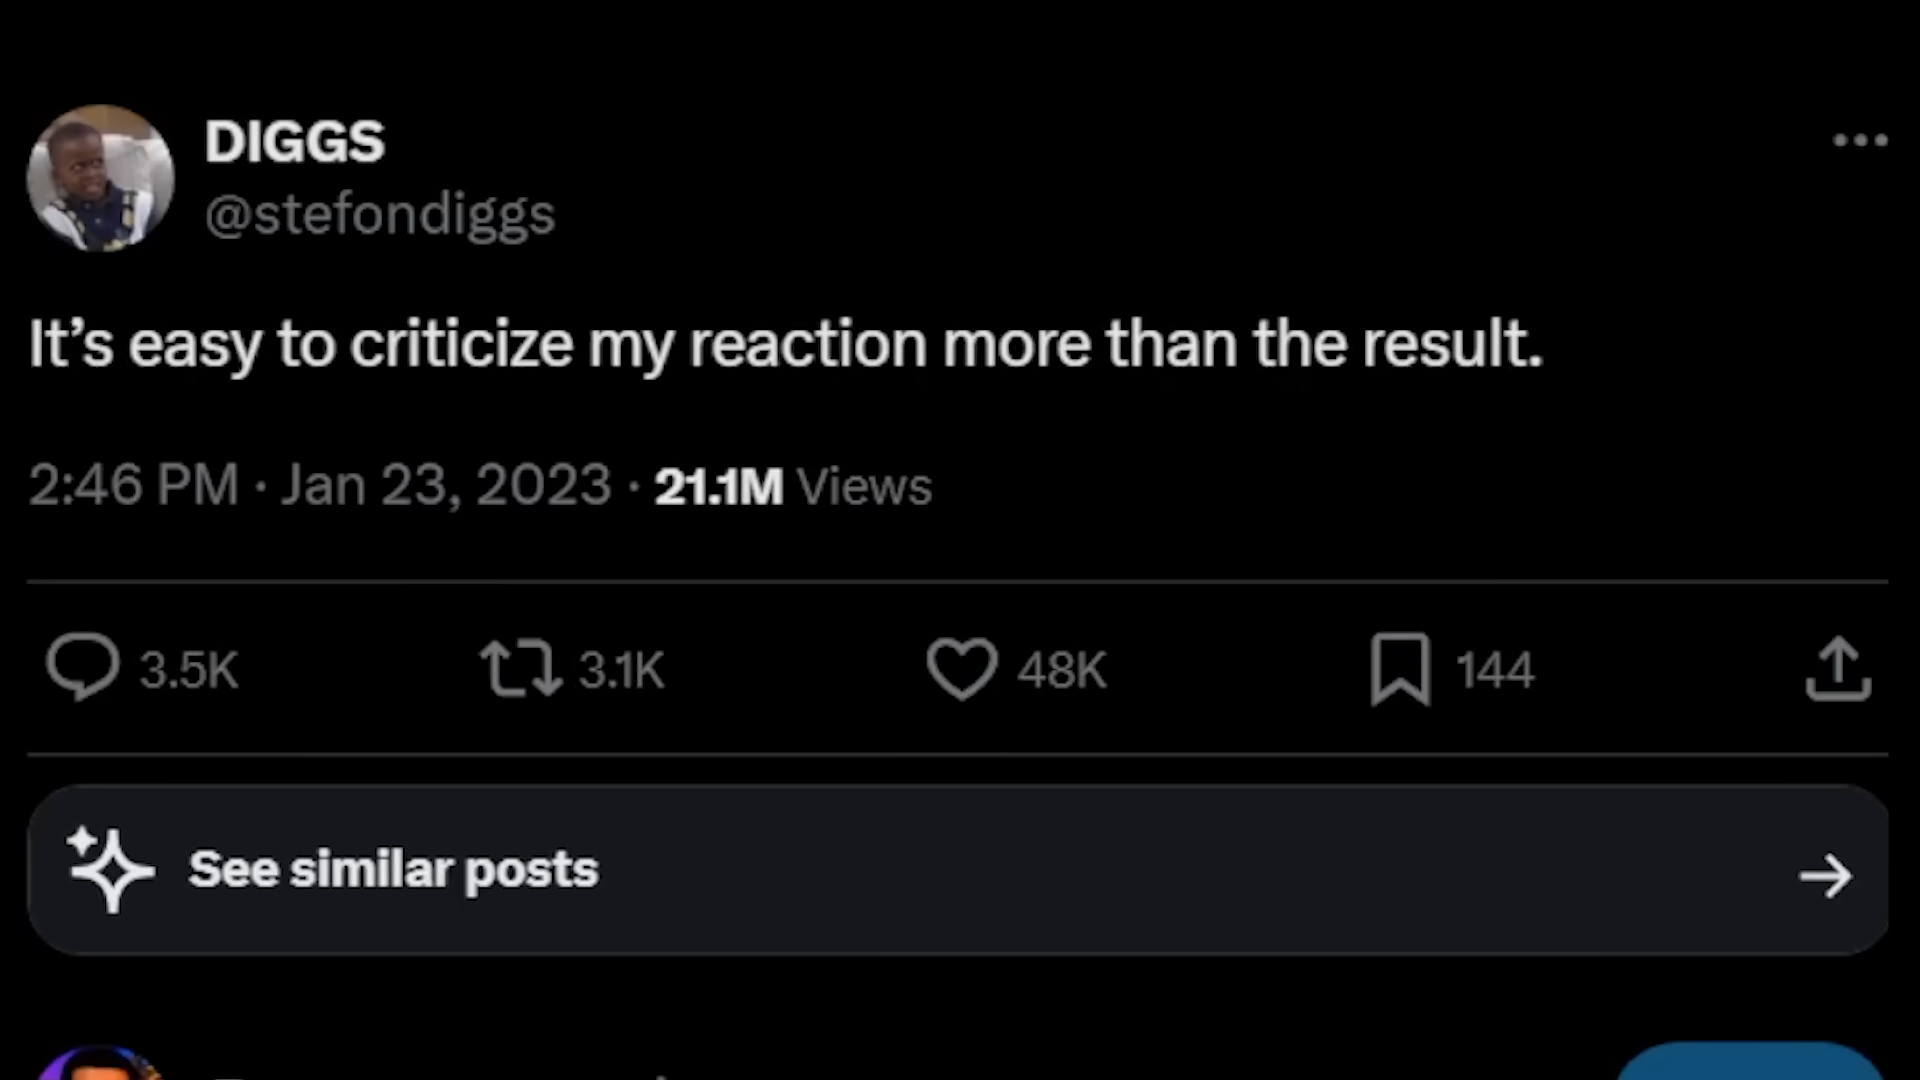 DIGGS
@stefondiggs
It’s easy to criticize my reaction more than the result.
2:46 PM · Jan 23, 2023 · 21.1M Views
3.5K 3.1K 48K 144
See similar posts